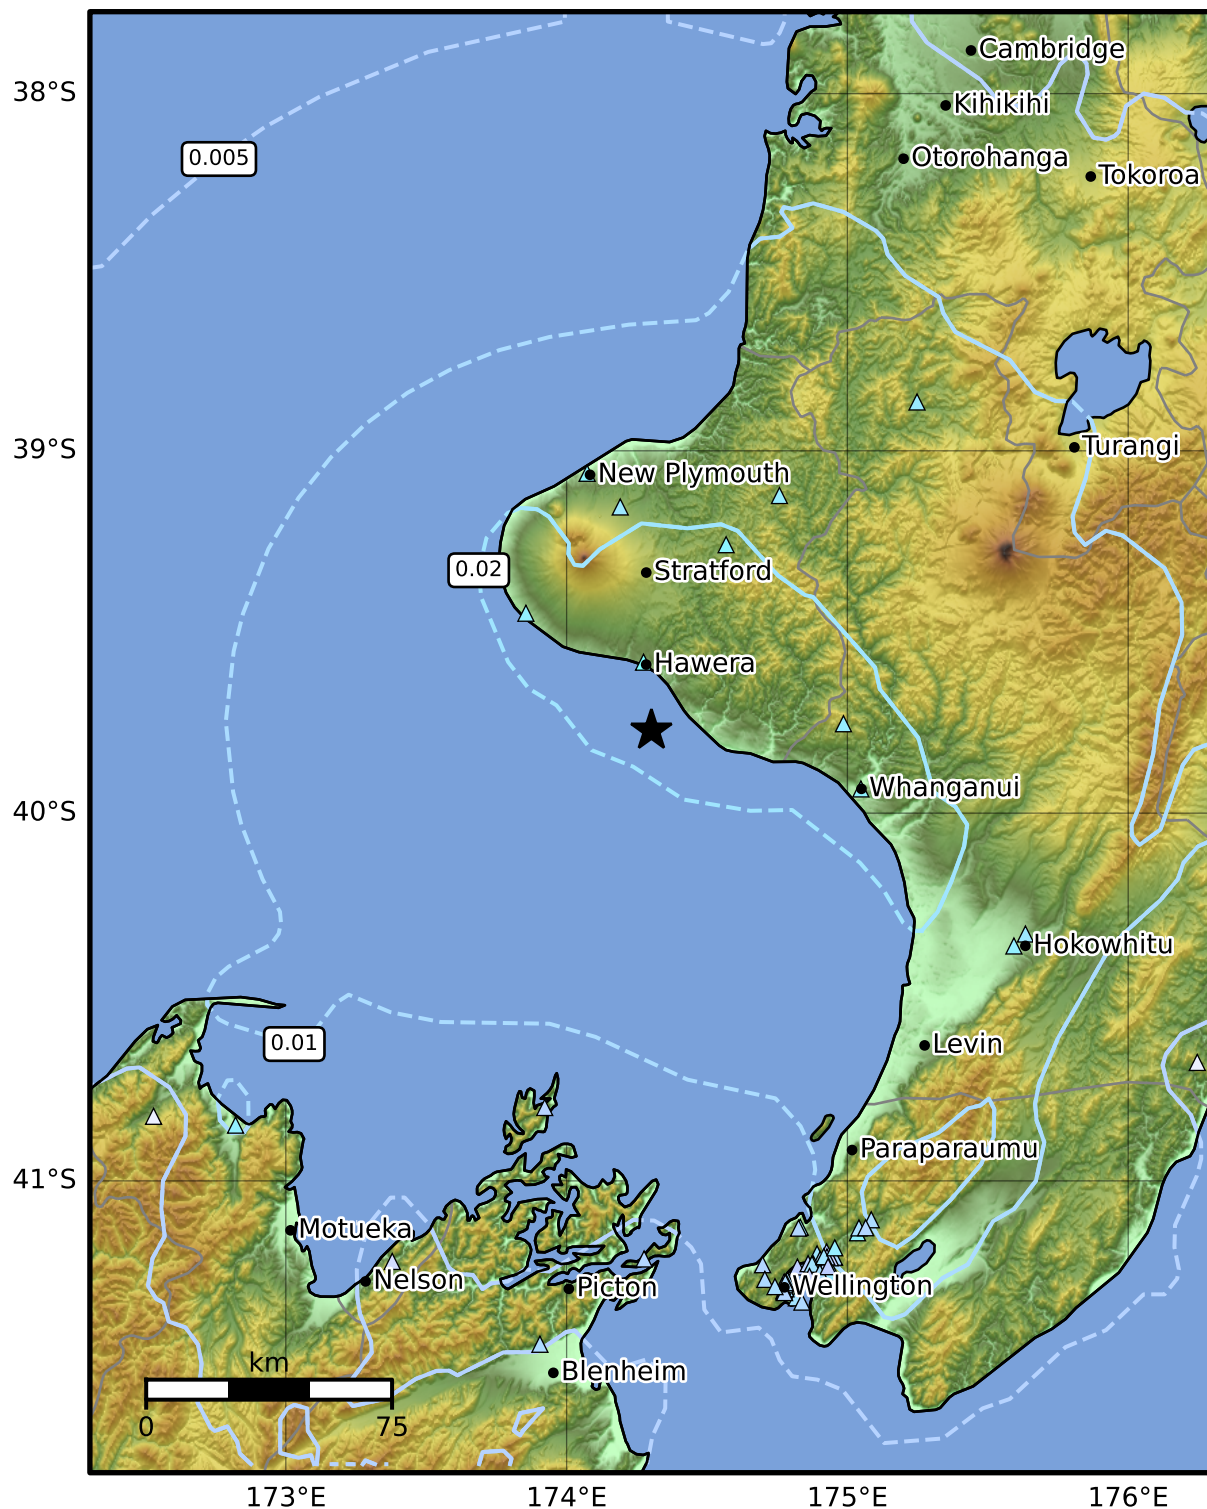 Cambridge
38°S
Kihikihi
0.005
Otorohanga
Tokoroa
39°S
Turangi
New Plymouth
0.02
Stratford
Hawera
Whanganui
40°S
Hokowhitu
0.01
Levin
Paraparaumu
41°S
Motueka
Nelson
Picton
Wellington
km
Blenheim
0
75
173°E
174°E
175°E
176°E